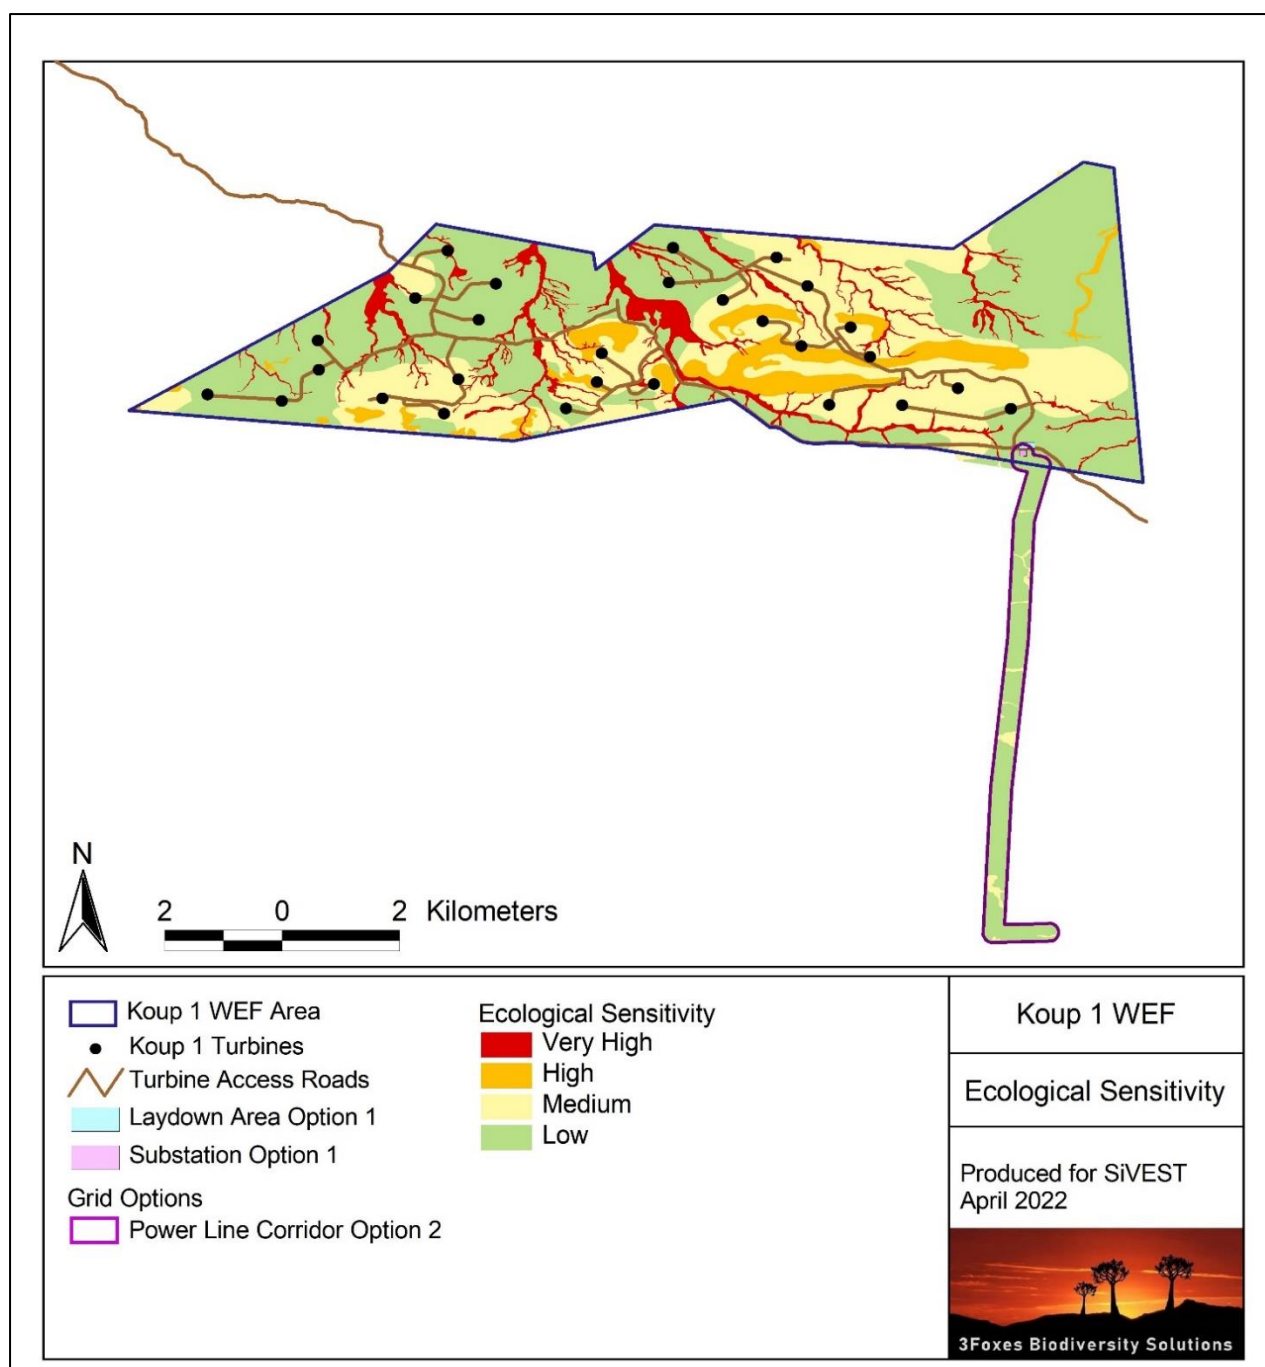 N
2 0 2 Kilometers
Koup 1 WEF Area
Koup 1 Turbines
Turbine Access Roads
Laydown Area Option 1
Substation Option 1
Grid Options
Power Line Corridor Option 2
Ecological Sensitivity
Very High
High
Medium
Low
Koup 1 WEF
Ecological Sensitivity
Produced for SiVEST
April 2022
3Foxes Biodiversity Solutions